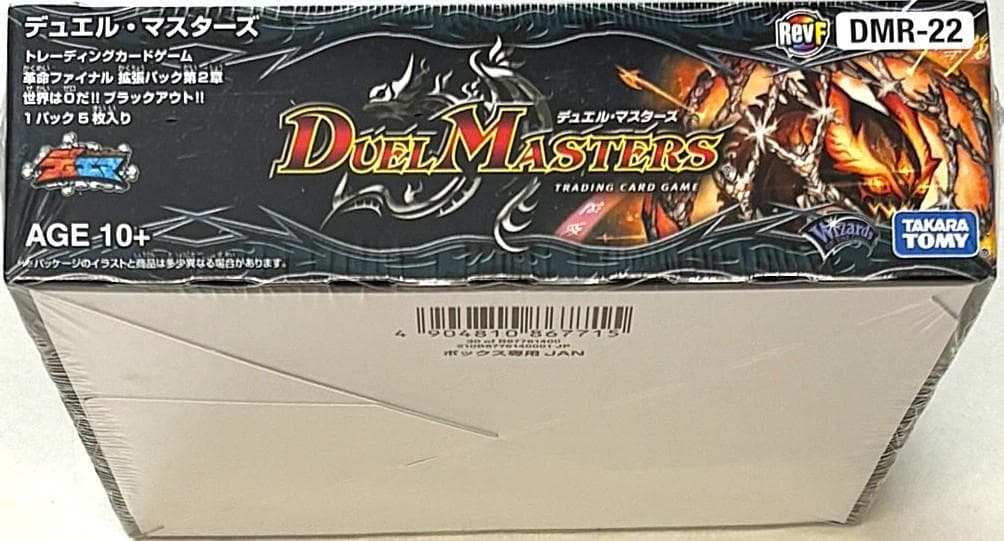 デュエル・マスターズ
トレーディングカードゲーム
革命ファイナル 拡張パック第2章
世界は0だ!! ブラックアウト!!
1パック5枚入り
AGE 10+
※パッケージのイラストと商品は多少異なる場合があります。
デュエル・マスターズ
DUEL MASTERS
TRADING CARD GAME
RevF
DMR-22
Wizards
TAKARA
TOMY
4 904810 867715
30 of B67761400
ボックス専用 JAN